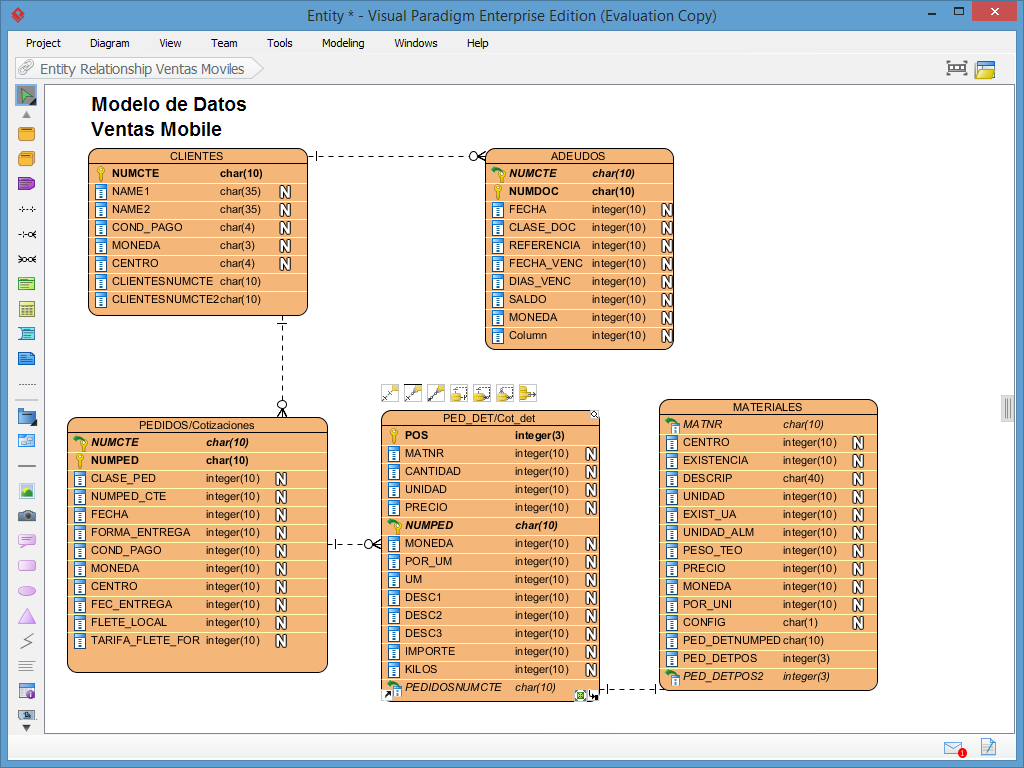 Entity * - Visual Paradigm Enterprise Edition (Evaluation Copy)
Project Diagram View Team Tools Modeling Windows Help
Entity Relationship Ventas Moviles
Modelo de Datos
Ventas Mobile
CLIENTES
NUMCTE char(10)
NAME1 char(35) N
NAME2 char(35) N
COND_PAGO char(4) N
MONEDA char(3) N
CENTRO char(4) N
CLIENTESNUMCTE char(10)
CLIENTESNUMCTE2 char(10)
ADEUDOS
NUMCTE char(10)
NUMDOC char(10)
FECHA integer(10) N
CLASE_DOC integer(10) N
REFERENCIA integer(10) N
FECHA_VENC integer(10) N
DIAS_VENC integer(10) N
SALDO integer(10) N
MONEDA integer(10) N
Column integer(10) N
PEDIDOS/Cotizaciones
NUMCTE char(10)
NUMPED char(10)
CLASE_PED integer(10) N
NUMPED_CTE integer(10) N
FECHA integer(10) N
FORMA_ENTREGA integer(10) N
COND_PAGO integer(10) N
MONEDA integer(10) N
CENTRO integer(10) N
FEC_ENTREGA integer(10) N
FLETE_LOCAL integer(10) N
TARIFA_FLETE_FOR integer(10) N
PED_DET/Cot_det
POS integer(3)
MATNR integer(10) N
CANTIDAD integer(10) N
UNIDAD integer(10) N
PRECIO integer(10) N
NUMPED char(10)
MONEDA integer(10) N
POR_UM integer(10) N
UM integer(10) N
DESC1 integer(10) N
DESC2 integer(10) N
DESC3 integer(10) N
IMPORTE integer(10) N
KILOS integer(10) N
PEDIDOSNUMCTE char(10)
MATERIALES
MATNR char(10)
CENTRO integer(10) N
EXISTENCIA integer(10) N
DESCRIP char(40) N
UNIDAD integer(10) N
EXIST_UA integer(10) N
UNIDAD_ALM integer(10) N
PESO_TEO integer(10) N
PRECIO integer(10) N
MONEDA integer(10) N
POR_UNI integer(10) N
CONFIG char(1) N
PED_DETNUMPED char(10)
PED_DETPOS integer(3)
PED_DETPOS2 integer(3)
1